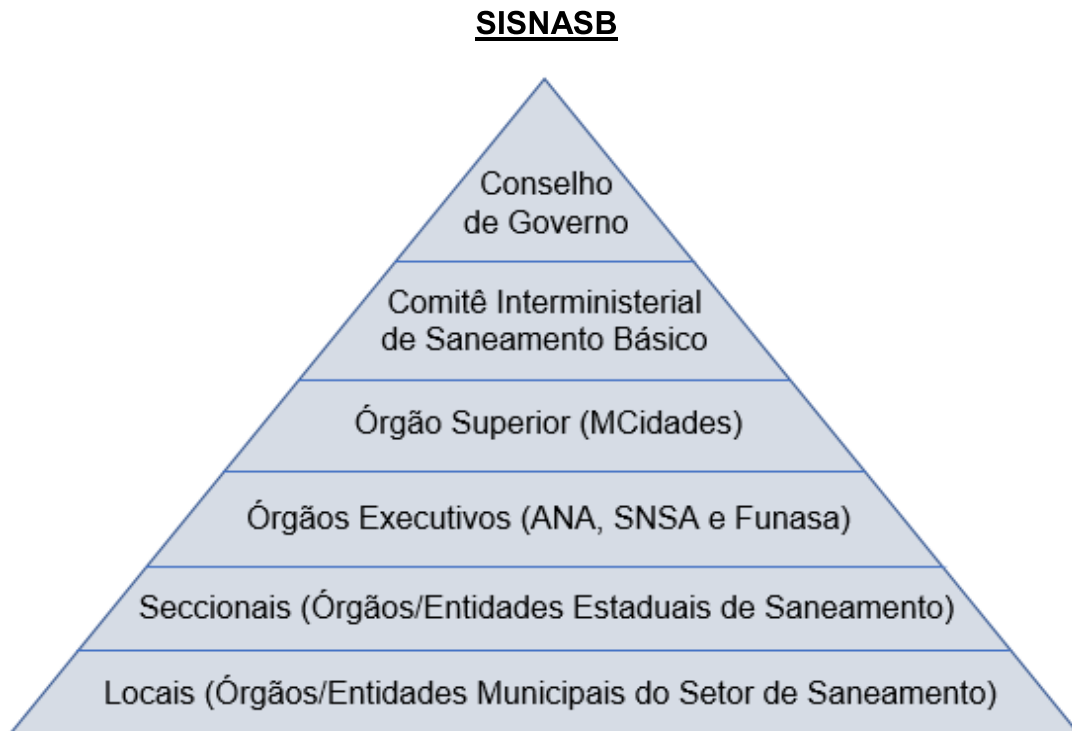 SISNASB
Conselho
de Governo
Comitê Interministerial
de Saneamento Básico
Órgão Superior (MCidades)
Órgãos Executivos (ANA, SNSA e Funasa)
Seccionais (Órgãos/Entidades Estaduais de Saneamento)
Locais (Órgãos/Entidades Municipais do Setor de Saneamento)